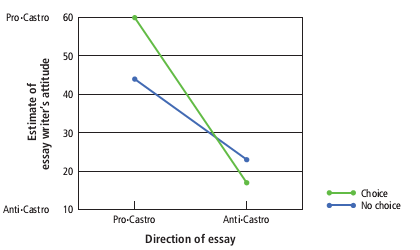 Pro-Castro 60
50
40
30
20
Anti-Castro 10
Estimate of
essay writer's attitude
Pro-Castro Anti-Castro
Direction of essay
Choice
No choice